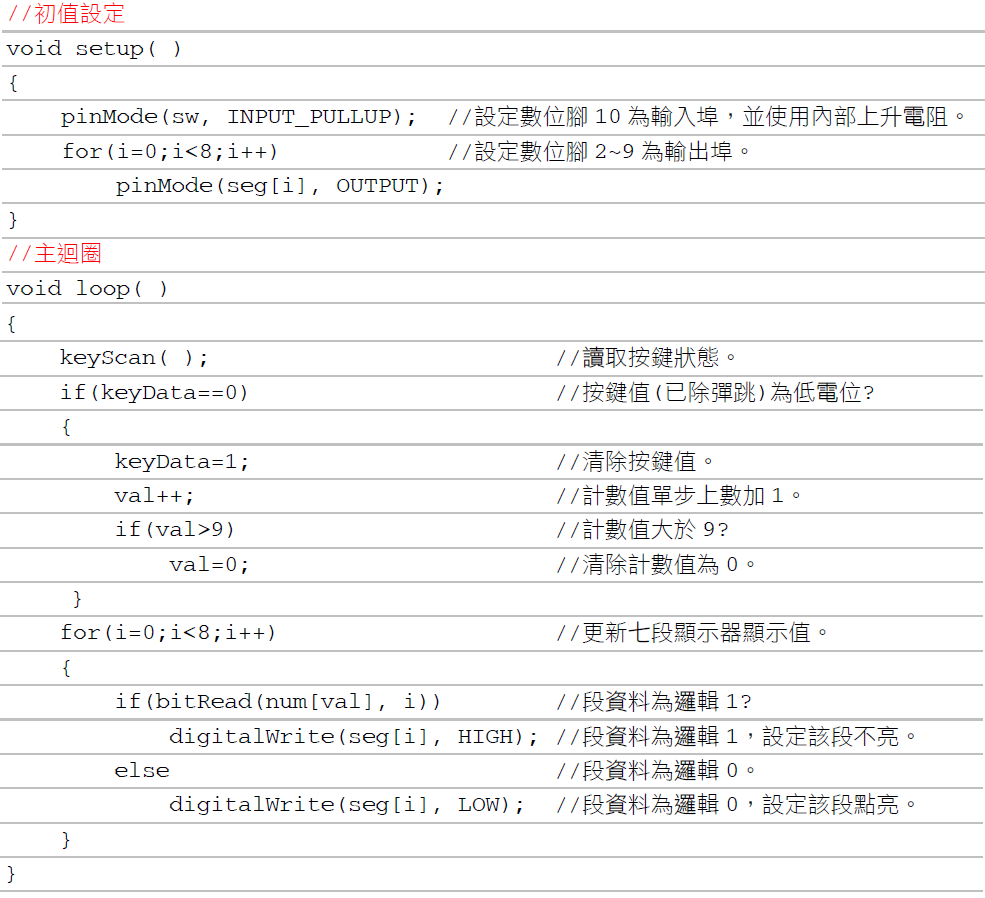 //初值設定
void setup( )
{
    pinMode(sw, INPUT_PULLUP);  //設定數位腳 10 為輸入埠，並使用內部上升電阻。
    for(i=0;i<8;i++)            //設定數位腳 2~9 為輸出埠。
        pinMode(seg[i], OUTPUT);
}
//主迴圈
void loop( )
{
    keyScan( );                         //讀取按鍵狀態。
    if(keyData==0)                      //按鍵值(已除彈跳)為低電位?
    {
        keyData=1;                      //清除按鍵值。
        val++;                          //計數值單步上數加 1。
        if(val>9)                       //計數值大於 9?
            val=0;                      //清除計數值為 0。
     }
    for(i=0;i<8;i++)                    //更新七段顯示器顯示值。
    {
        if(bitRead(num[val], i))        //段資料為邏輯 1?
            digitalWrite(seg[i], HIGH); //段資料為邏輯 1，設定該段不亮。
        else                            //段資料為邏輯 0。
            digitalWrite(seg[i], LOW);  //段資料為邏輯 0，設定該段點亮。
    }
}